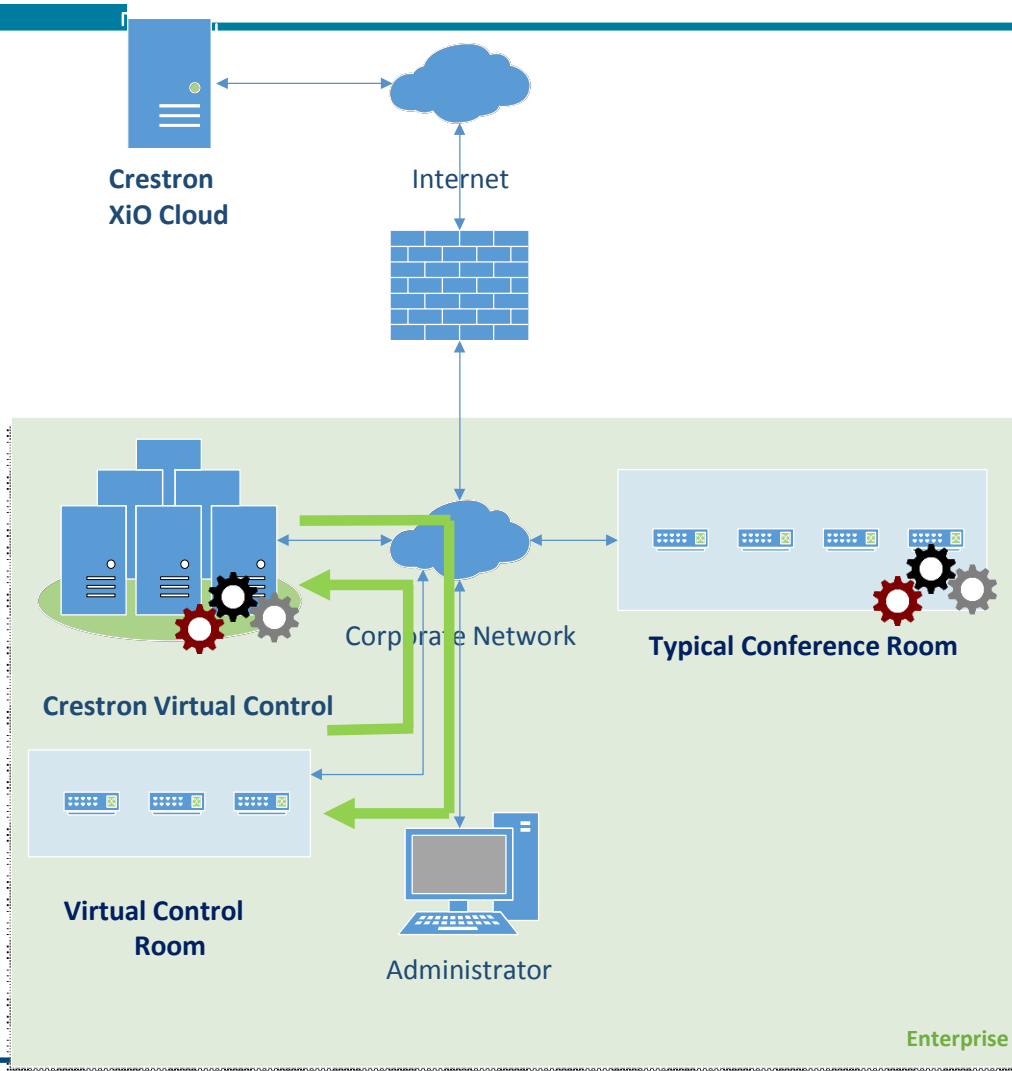 Crestron
XiO Cloud
Internet
Corporate Network
Typical Conference Room
Crestron Virtual Control
Virtual Control
Room
Administrator
Enterprise